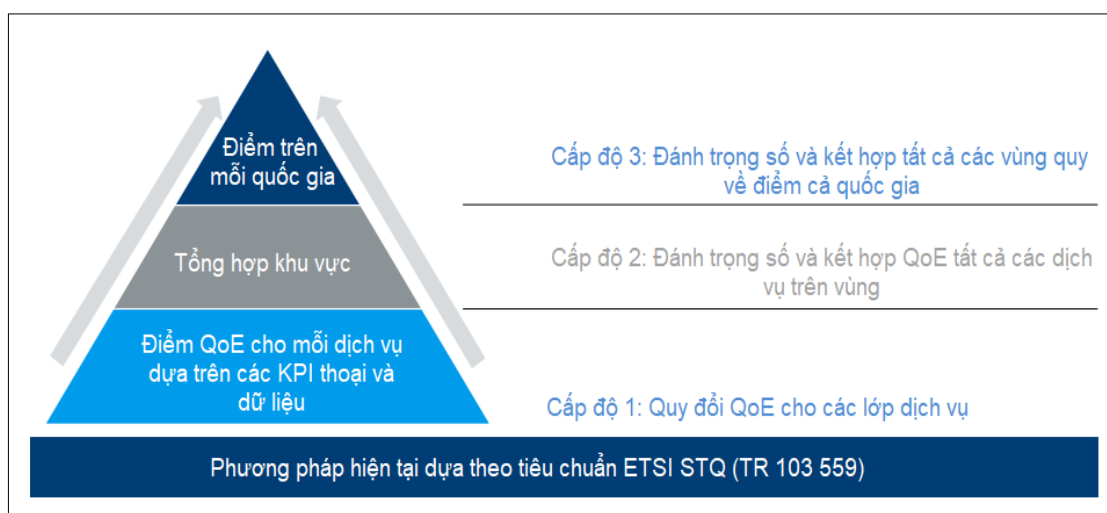 Điểm trên
mỗi quốc gia
Cấp độ 3: Đánh trọng số và kết hợp tất cả các vùng quy
về điểm cả quốc gia
Tổng hợp khu vực
Cấp độ 2: Đánh trọng số và kết hợp QoE tất cả các dịch
vụ trên vùng
Điểm QoE cho mỗi dịch vụ
dựa trên các KPI thoại và
dữ liệu
Cấp độ 1: Quy đổi QoE cho các lớp dịch vụ
Phương pháp hiện tại dựa theo tiêu chuẩn ETSI STQ (TR 103 559)